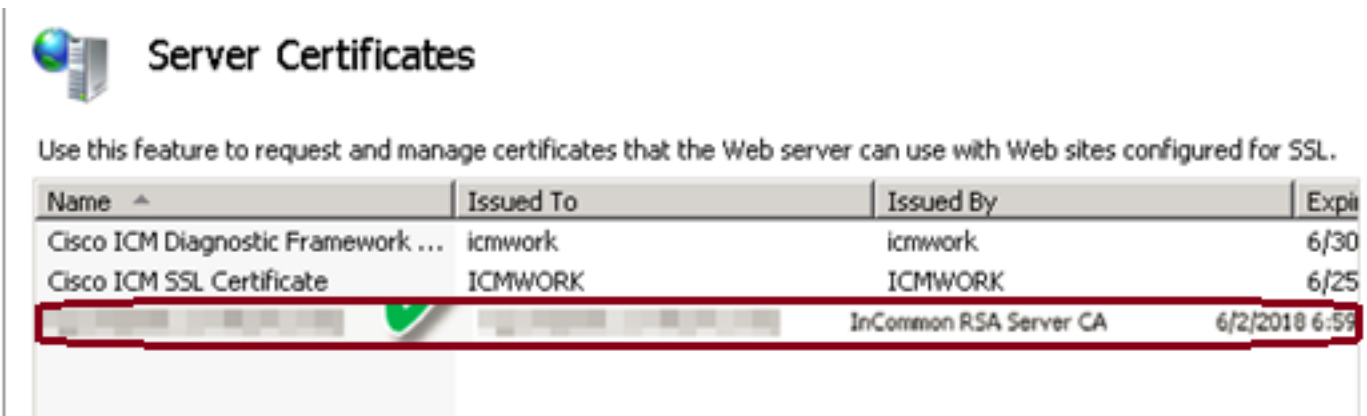 Server Certificates
Use this feature to request and manage certificates that the Web server can use with Web sites configured for SSL.
Name Issued To Issued By Expi
Cisco ICM Diagnostic Framework ... icmwork icmwork 6/30
Cisco ICM SSL Certificate ICMWORK ICMWORK 6/25
InCommon RSA Server CA 6/2/2018 6:59